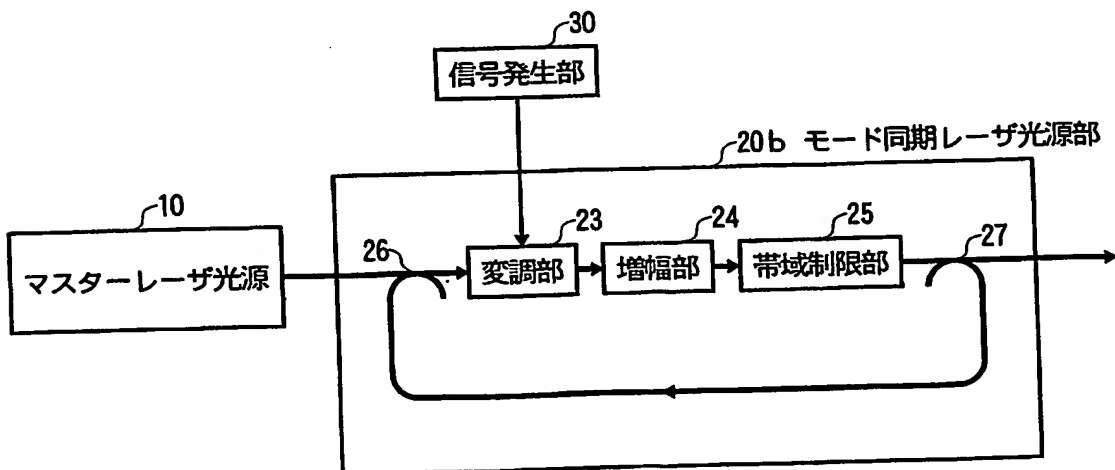 30
信号発生部
20b モード同期レーザ光源部
10
マスターレーザ光源
26
23
変調部
24
増幅部
25
帯域制限部
27